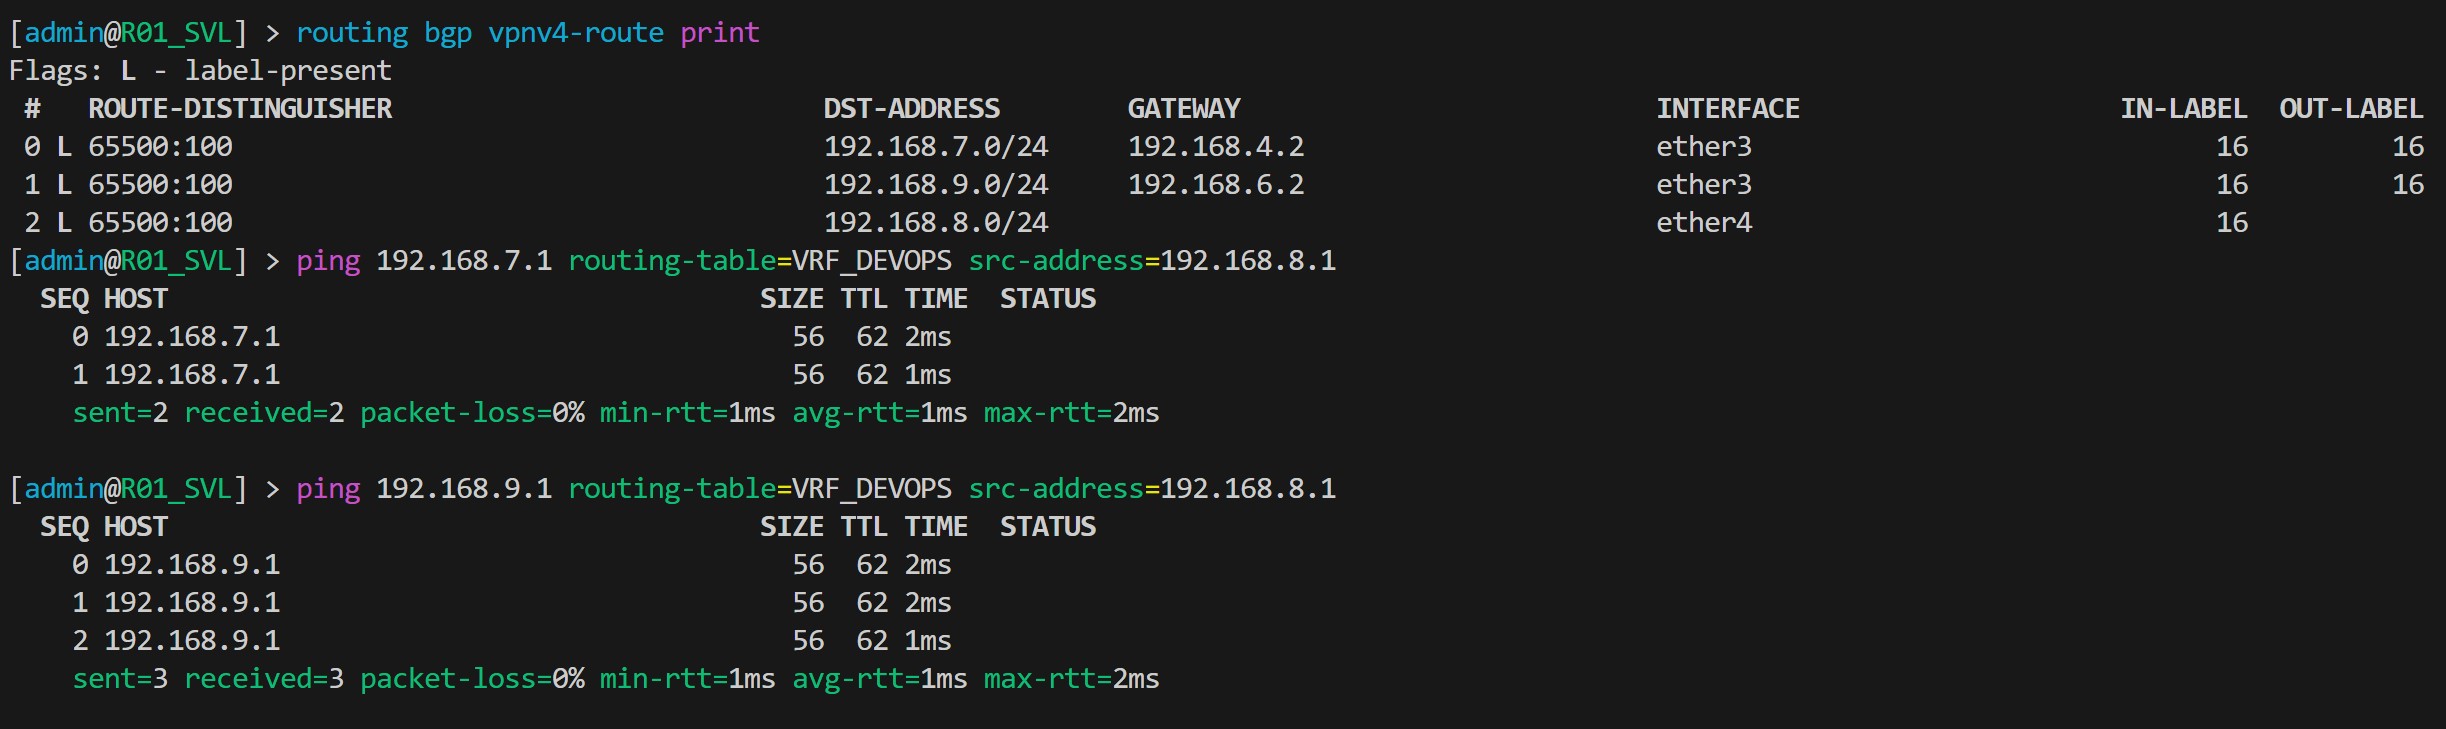 [admin@R01_SVL] > routing bgp vpnv4-route print
Flags: L - label-present
# ROUTE-DISTINGUISHER DST-ADDRESS GATEWAY INTERFACE IN-LABEL OUT-LABEL
0 L 65500:100 192.168.7.0/24 192.168.4.2 ether3 16 16
1 L 65500:100 192.168.9.0/24 192.168.6.2 ether3 16 16
2 L 65500:100 192.168.8.0/24 ether4 16
[admin@R01_SVL] > ping 192.168.7.1 routing-table=VRF_DEVOPS src-address=192.168.8.1
SEQ HOST SIZE TTL TIME STATUS
0 192.168.7.1 56 62 2ms
1 192.168.7.1 56 62 1ms
sent=2 received=2 packet-loss=0% min-rtt=1ms avg-rtt=1ms max-rtt=2ms
[admin@R01_SVL] > ping 192.168.9.1 routing-table=VRF_DEVOPS src-address=192.168.8.1
SEQ HOST SIZE TTL TIME STATUS
0 192.168.9.1 56 62 2ms
1 192.168.9.1 56 62 2ms
2 192.168.9.1 56 62 1ms
sent=3 received=3 packet-loss=0% min-rtt=1ms avg-rtt=1ms max-rtt=2ms